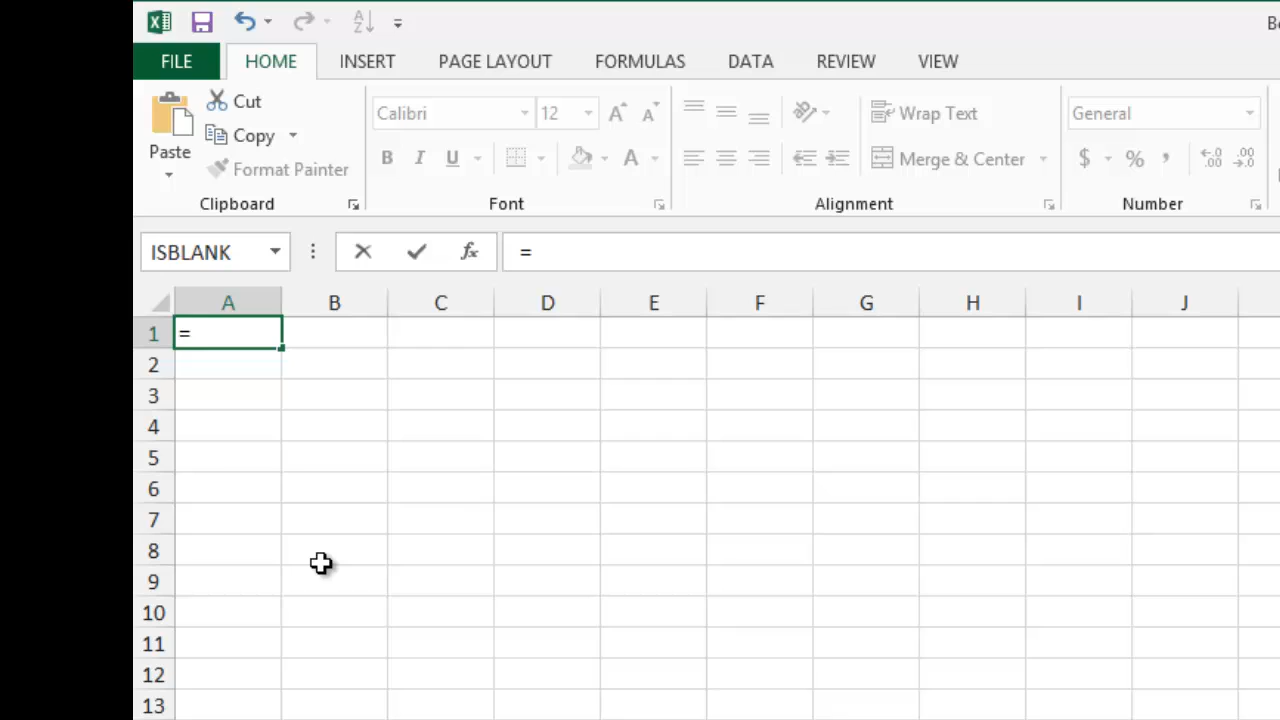 Be
FILE HOME INSERT PAGE LAYOUT FORMULAS DATA REVIEW VIEW
Cut
Copy
Paste
Format Painter
Clipboard
Calibri 12
B I U A
Font
Wrap Text
Merge & Center
Alignment
General
$ % ,
Number
ISBLANK fx =
A B C D E F G H I J
1 =
2
3
4
5
6
7
8
9
10
11
12
13